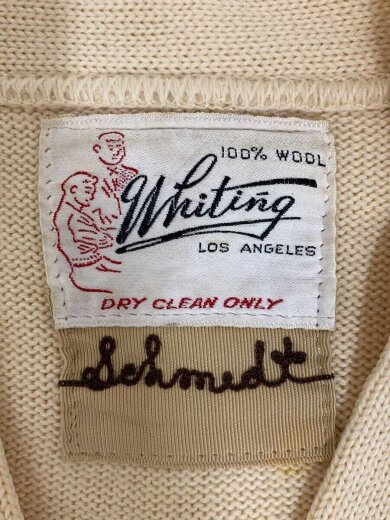 100% WOOL
Whiting
LOS ANGELES
DRY CLEAN ONLY
Schmidt